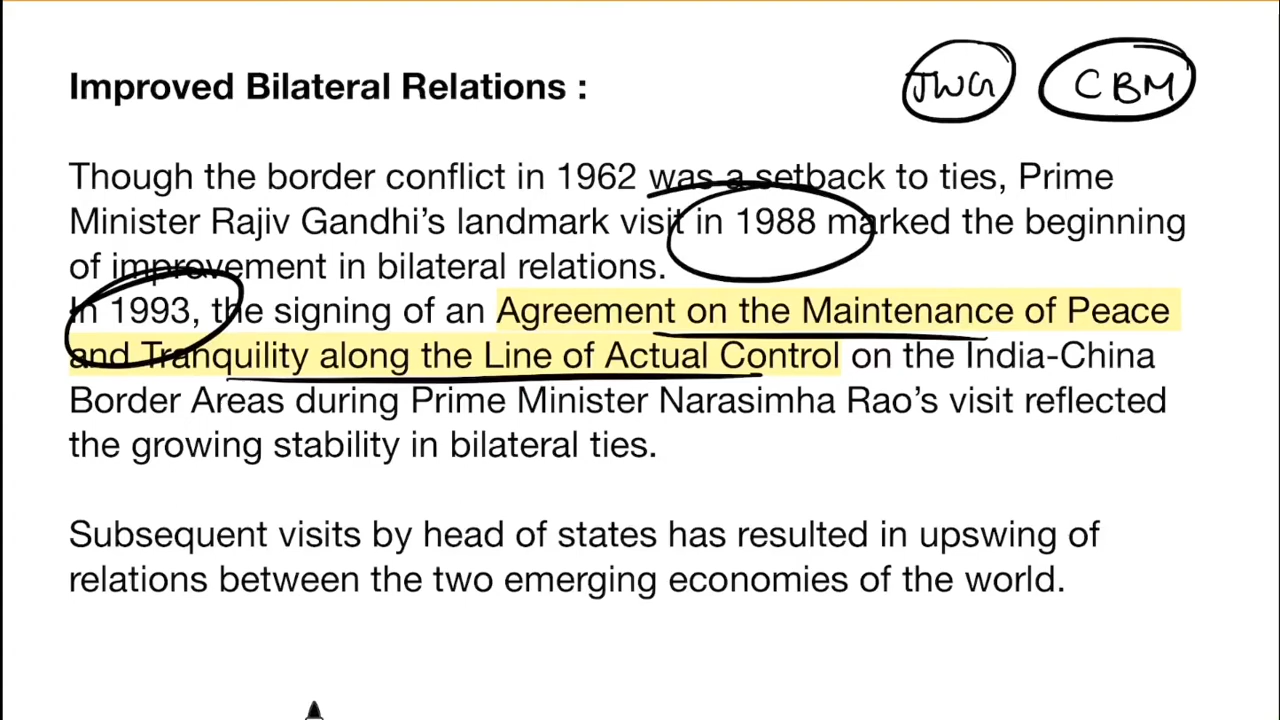 Improved Bilateral Relations :
JWG CBM
Though the border conflict in 1962 was a setback to ties, Prime
Minister Rajiv Gandhi’s landmark visit in 1988 marked the beginning
of improvement in bilateral relations.
In 1993, the signing of an Agreement on the Maintenance of Peace
and Tranquility along the Line of Actual Control on the India-China
Border Areas during Prime Minister Narasimha Rao’s visit reflected
the growing stability in bilateral ties.
Subsequent visits by head of states has resulted in upswing of
relations between the two emerging economies of the world.